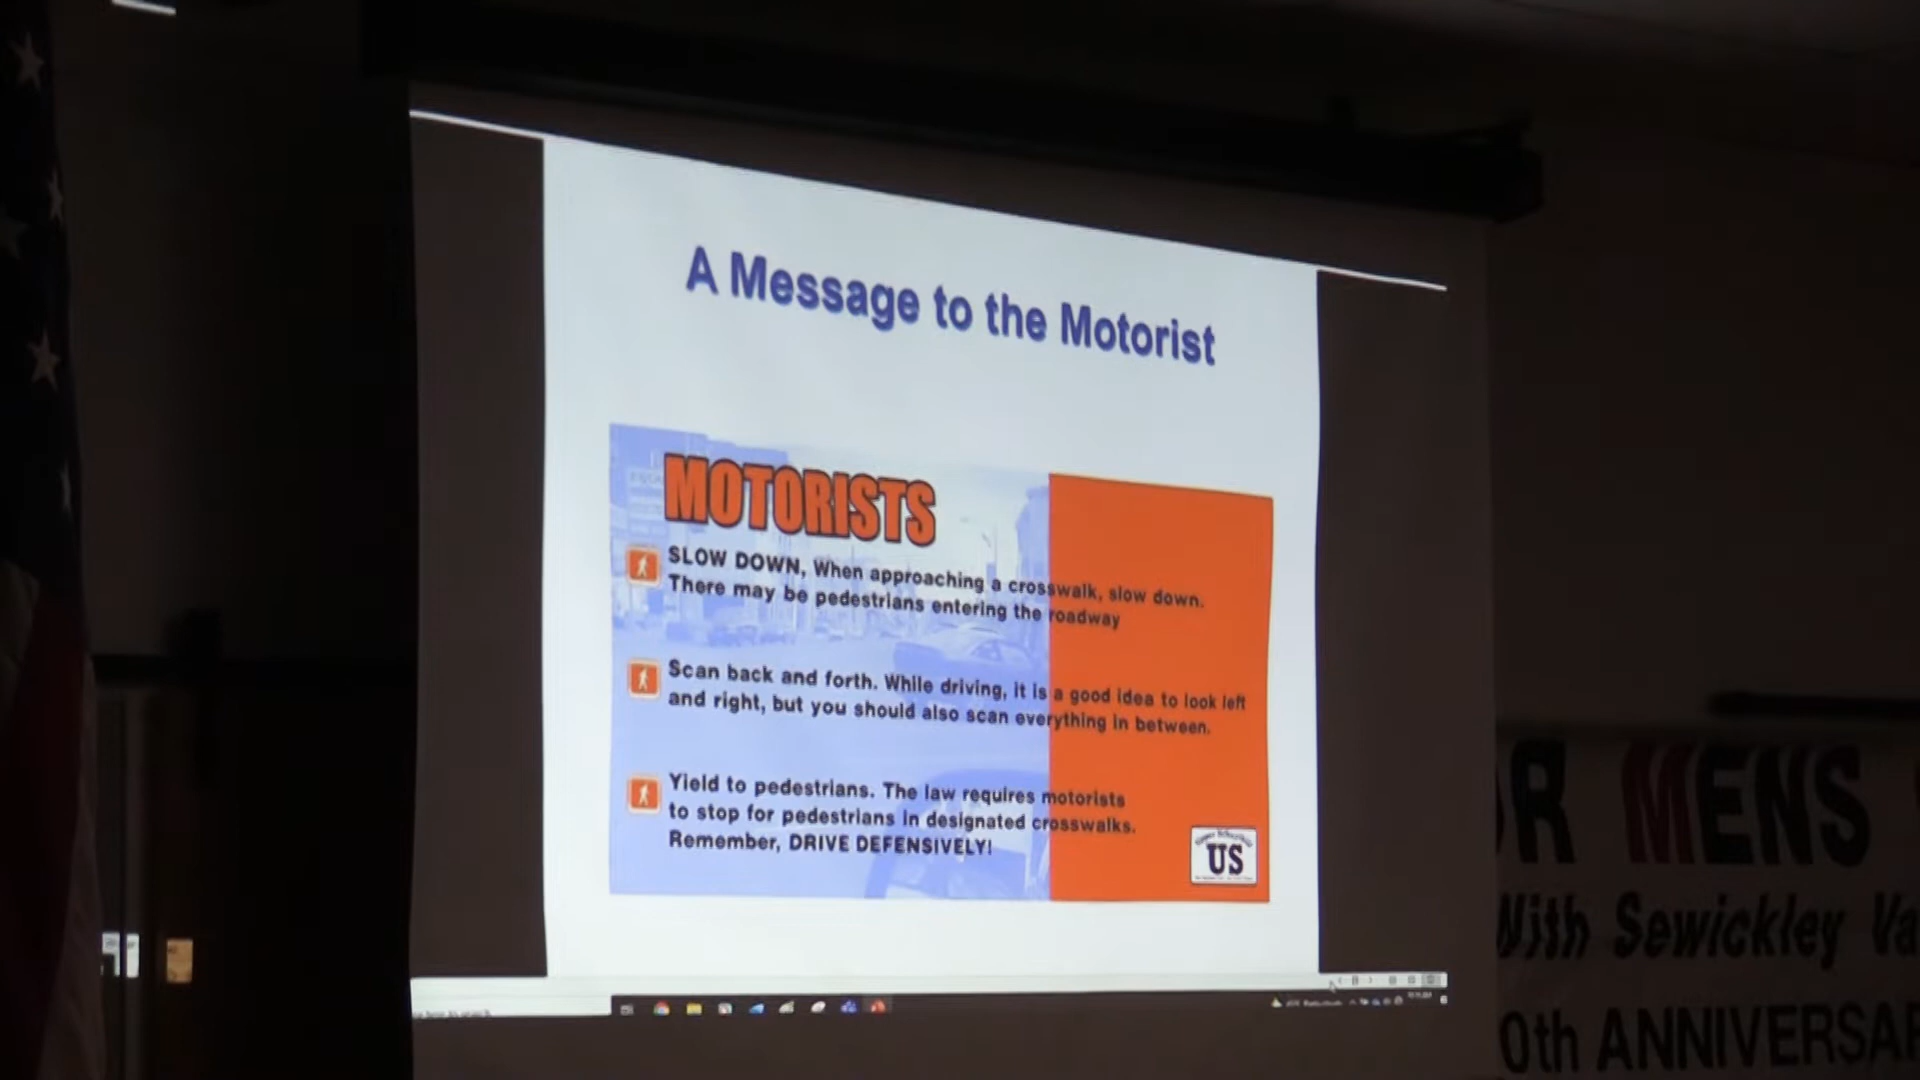 A Message to the Motorist
MOTORISTS
SLOW DOWN, When approaching a crosswalk, slow down.
There may be pedestrians entering the roadway
Scan back and forth. While driving, it is a good idea to look left
and right, but you should also scan everything in between.
Yield to pedestrians. The law requires motorists
to stop for pedestrians in designated crosswalks.
Remember, DRIVE DEFENSIVELY!
US
R MENS
With Sewickley Va
0th ANNIVERSAR